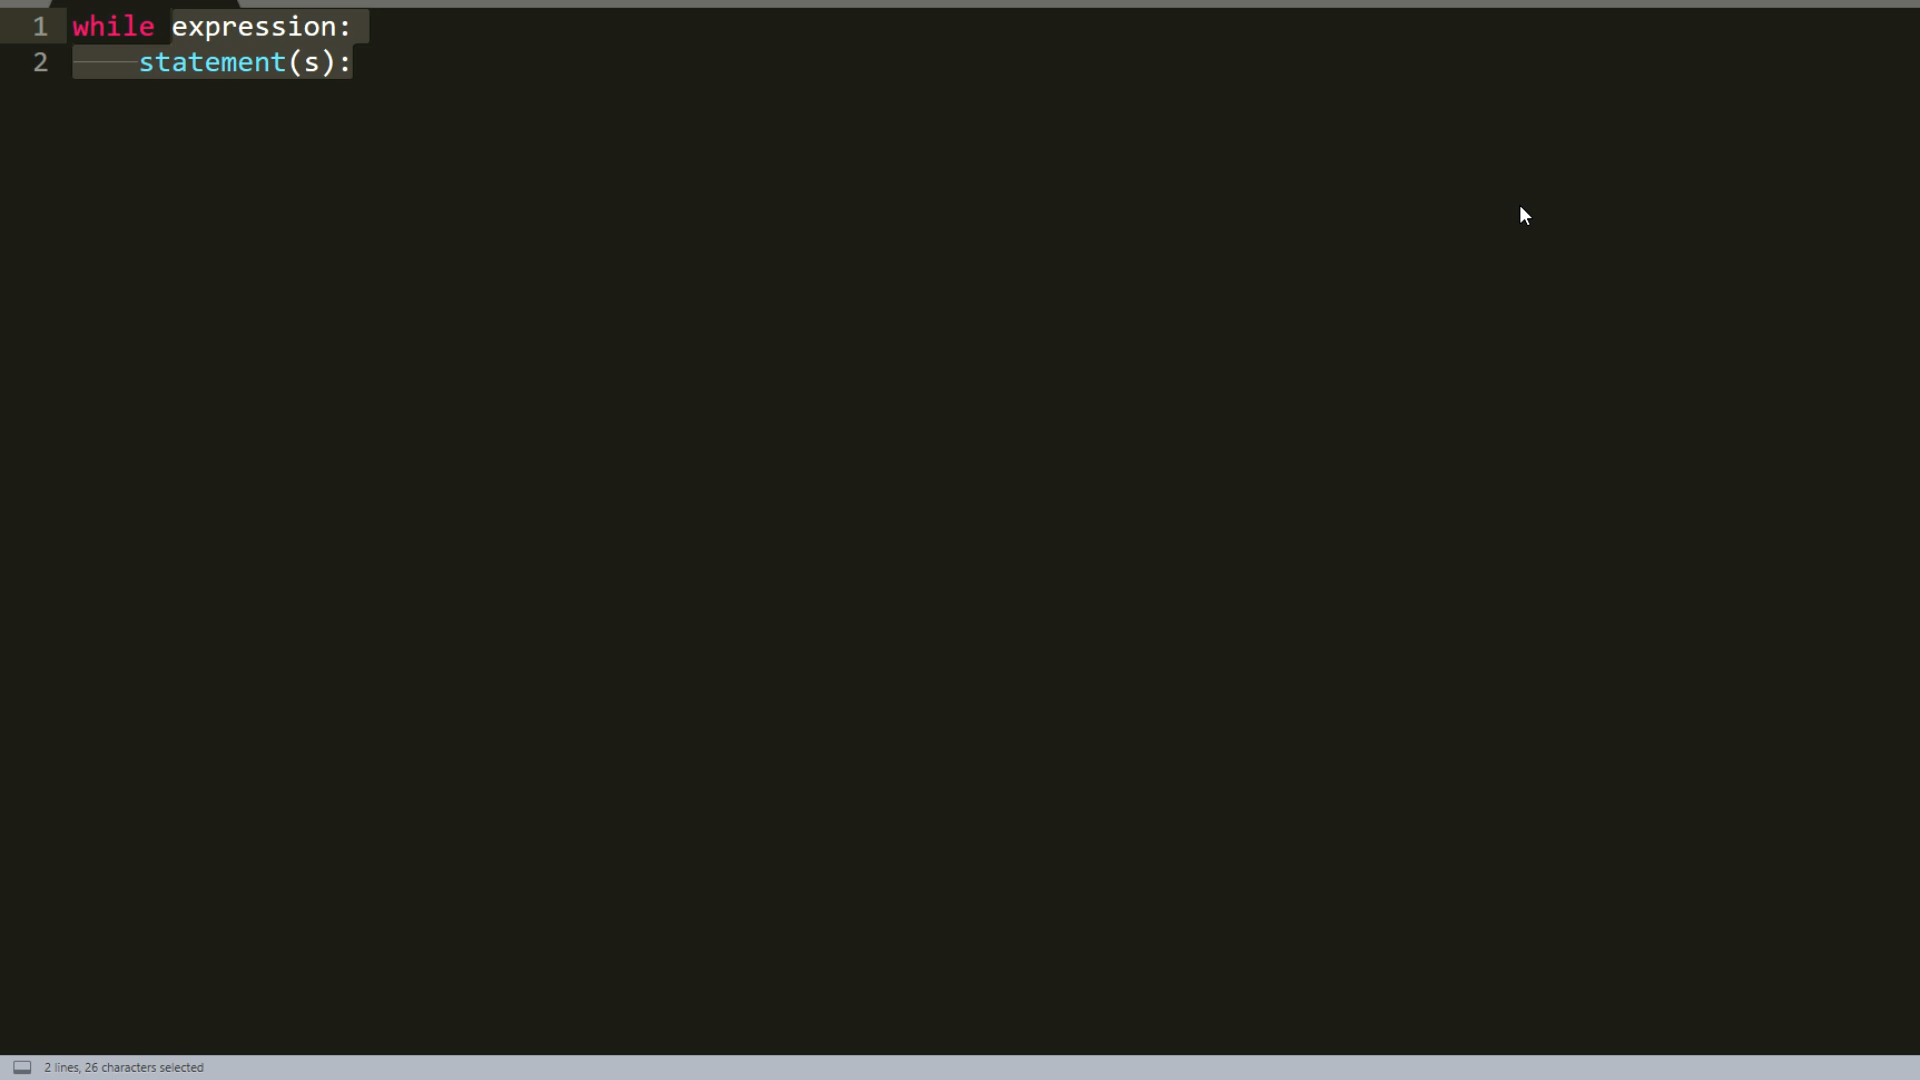 1 while expression:
2 statement(s):
2 lines, 26 characters selected